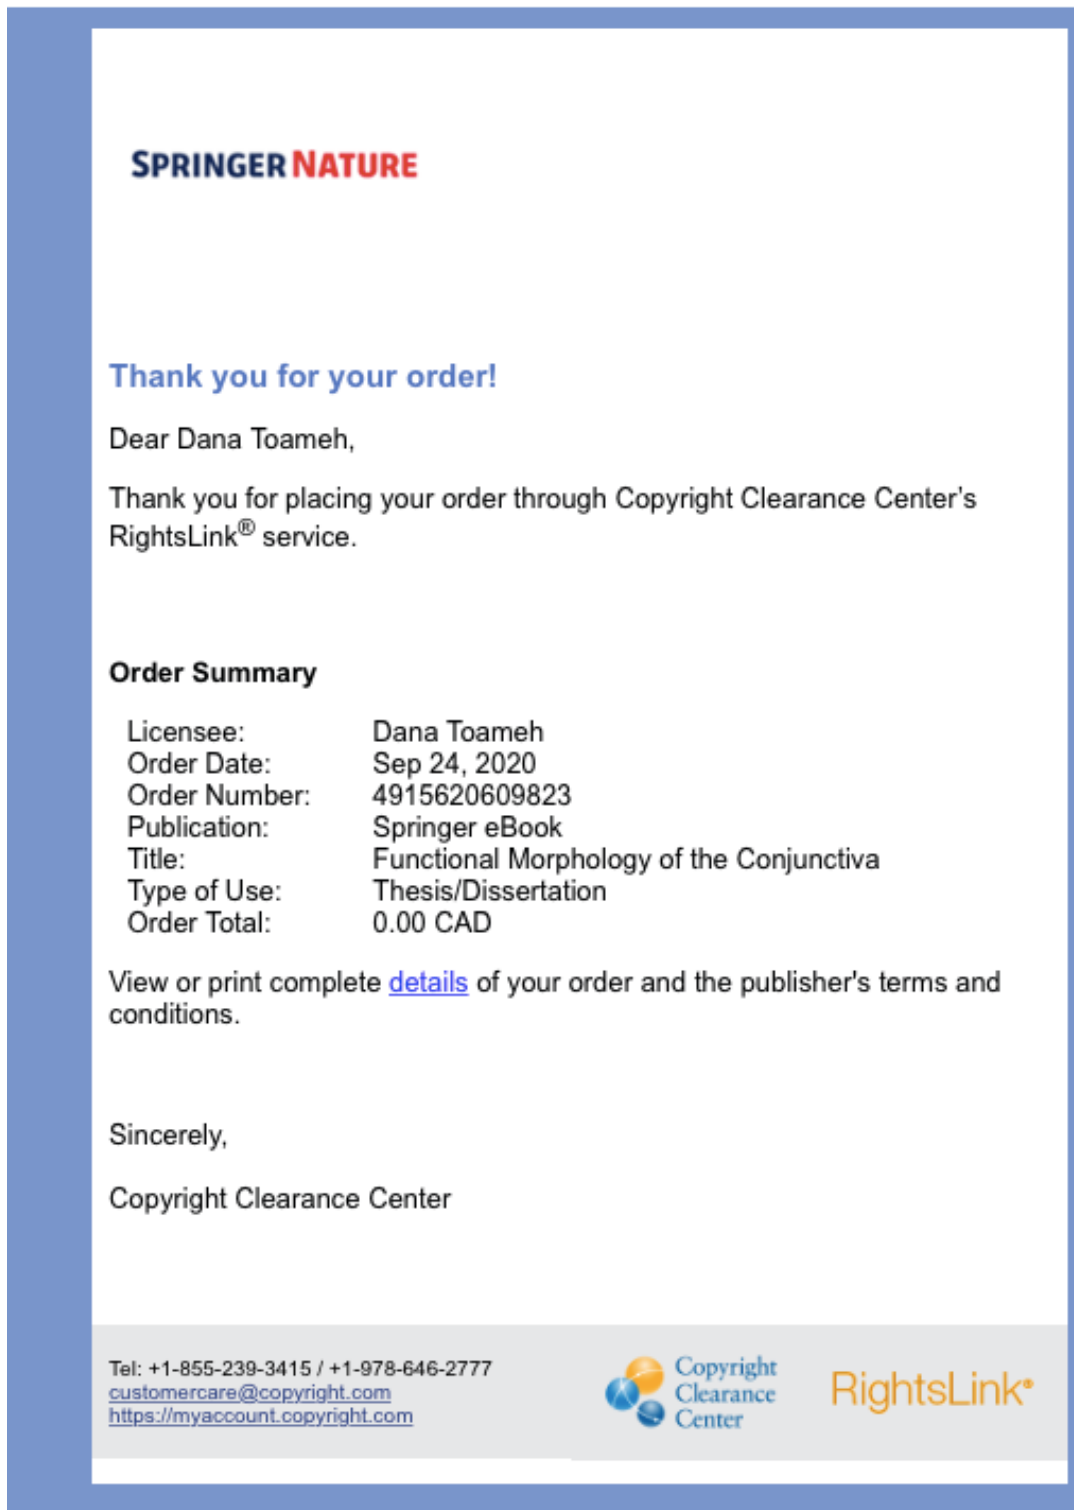 SPRINGER NATURE
Thank you for your order!
Dear Dana Toameh,
Thank you for placing your order through Copyright Clearance Center's
RightsLink® service.
Order Summary
Licensee: Dana Toameh
Order Date: Sep 24, 2020
Order Number: 4915620609823
Publication: Springer eBook
Title: Functional Morphology of the Conjunctiva
Type of Use: Thesis/Dissertation
Order Total: 0.00 CAD
View or print complete details of your order and the publisher's terms and
conditions.
Sincerely,
Copyright Clearance Center
Tel: +1-855-239-3415 / +1-978-646-2777
customercare@copyright.com
https://myaccount.copyright.com
Copyright
Clearance
Center
RightsLink®